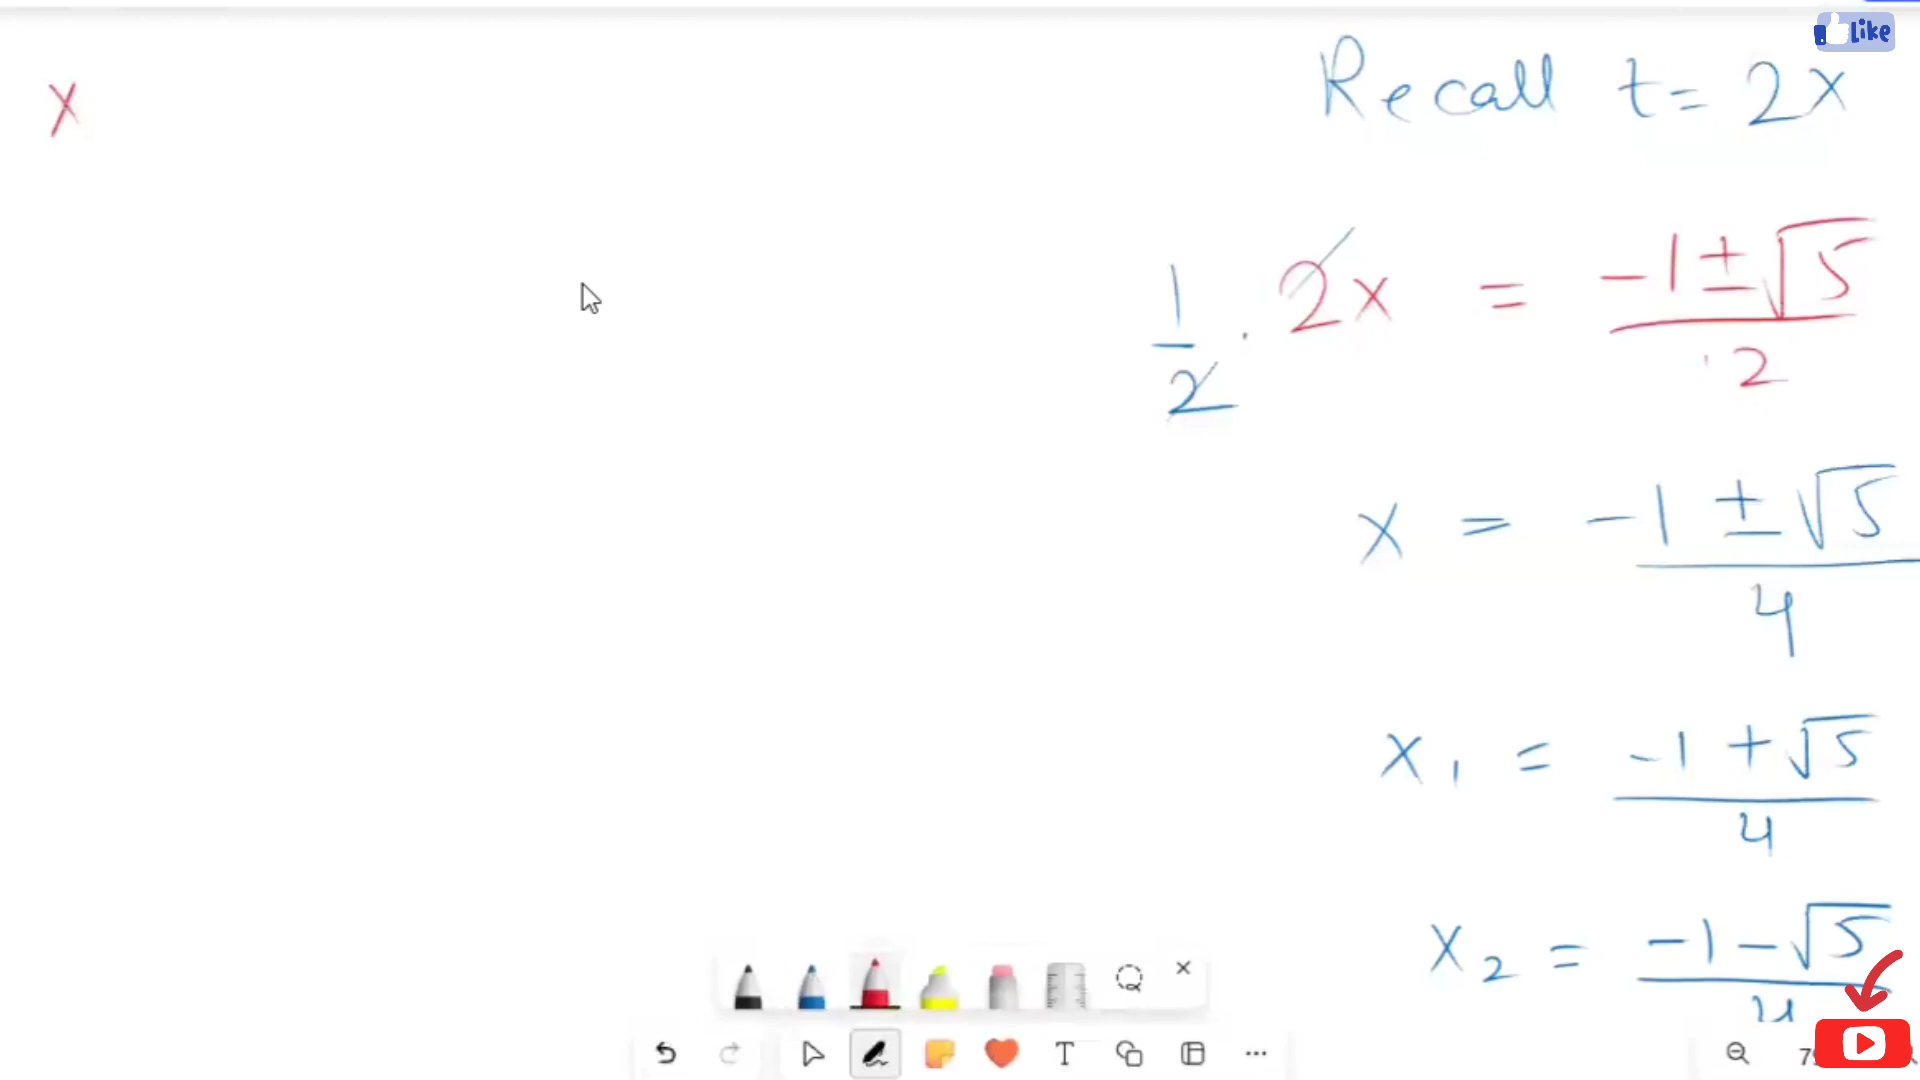 Like
x
Recall t = 2x
1/2 · 2x = (-1 ± √5)/2
x = (-1 ± √5)/4
x₁ = (-1 + √5)/4
x₂ = (-1 - √5)/4
T